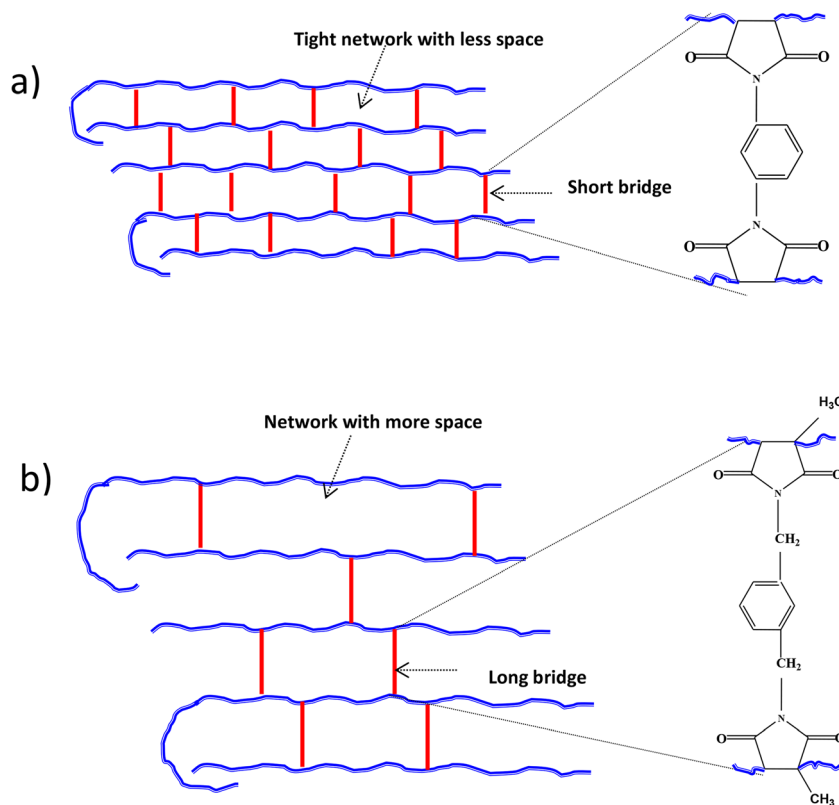 a)
Tight network with less space
Short bridge
O
O
N
N
O
O
b)
Network with more space
Long bridge
H₃C
O
O
N
CH₂
CH₂
N
O
O
CH₃